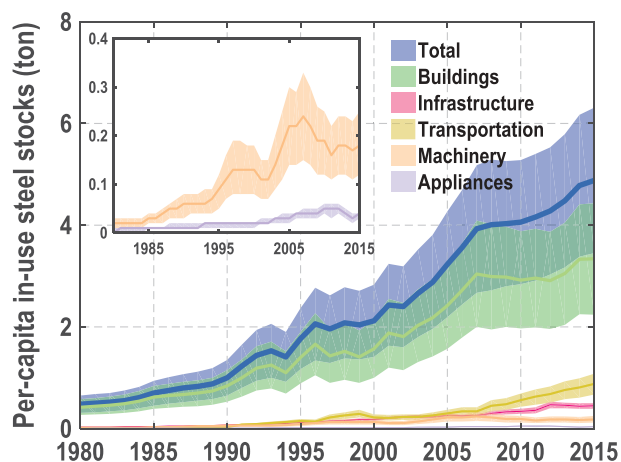 Per-capita in-use steel stocks (ton)
8
6
4
2
0
0.4
0.3
0.2
0.1
0
1985 1995 2005 2015
Total
Buildings
Infrastructure
Transportation
Machinery
Appliances
1980 1985 1990 1995 2000 2005 2010 2015